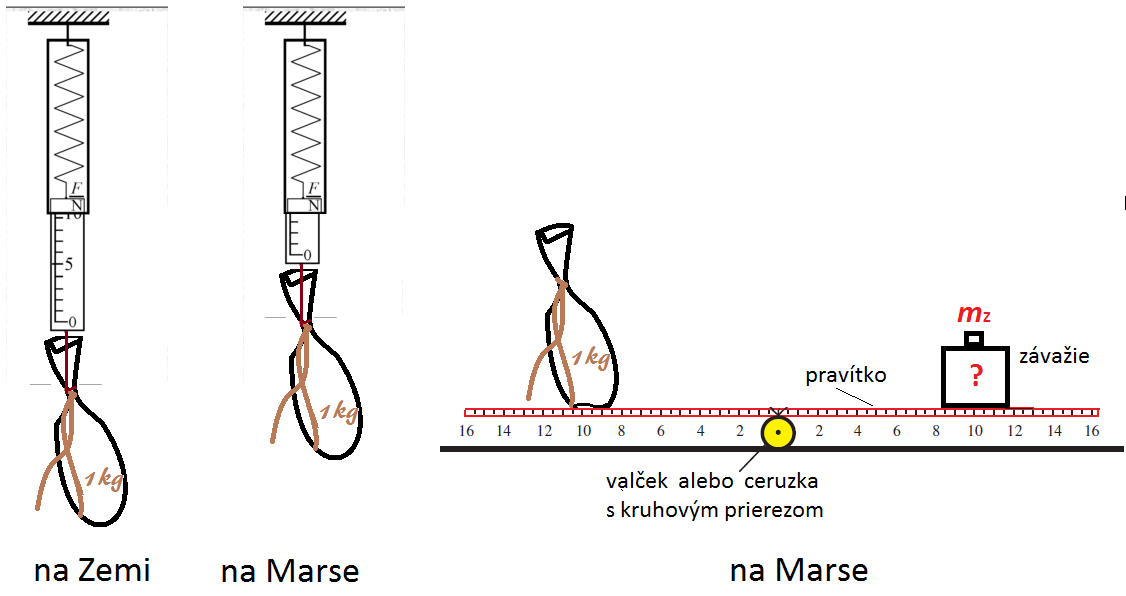 F
N
10
5
0
1 kg
na Zemi
F
N
0
1 kg
na Marse
1 kg
mz
?
závažie
pravítko
16 14 12 10 8 6 4 2 2 4 6 8 10 12 14 16
valček alebo ceruzka
s kruhovým prierezom
na Marse